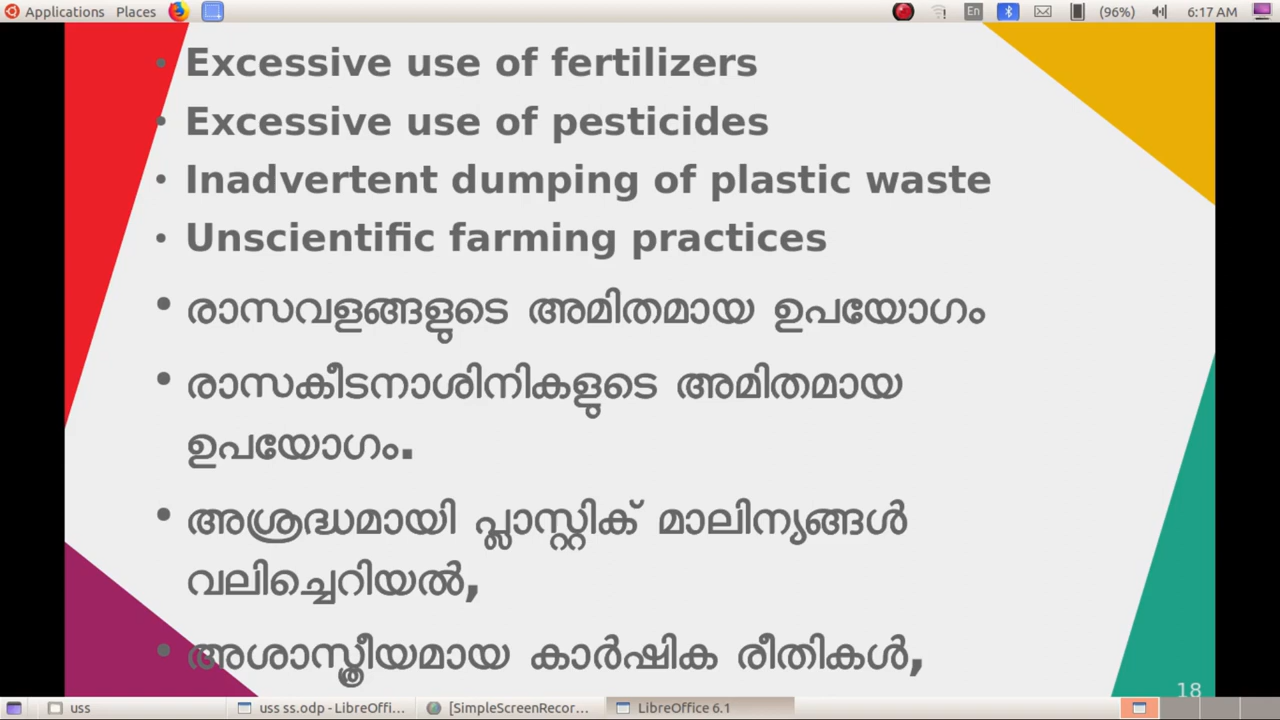 Applications Places En (96%) 6:17 AM
• Excessive use of fertilizers
• Excessive use of pesticides
• Inadvertent dumping of plastic waste
• Unscientific farming practices
• രാസവളങ്ങളുടെ അമിതമായ ഉപയോഗം
• രാസകീടനാശിനികളുടെ അമിതമായ
ഉപയോഗം.
• അശ്രദ്ധമായി പ്ലാസ്റ്റിക് മാലിന്യങ്ങൾ
വലിച്ചെറിയൽ,
• അശാസ്ത്രീയമായ കാർഷിക രീതികൾ,
18
uss uss ss.odp - LibreOffi... [SimpleScreenRecor... LibreOffice 6.1